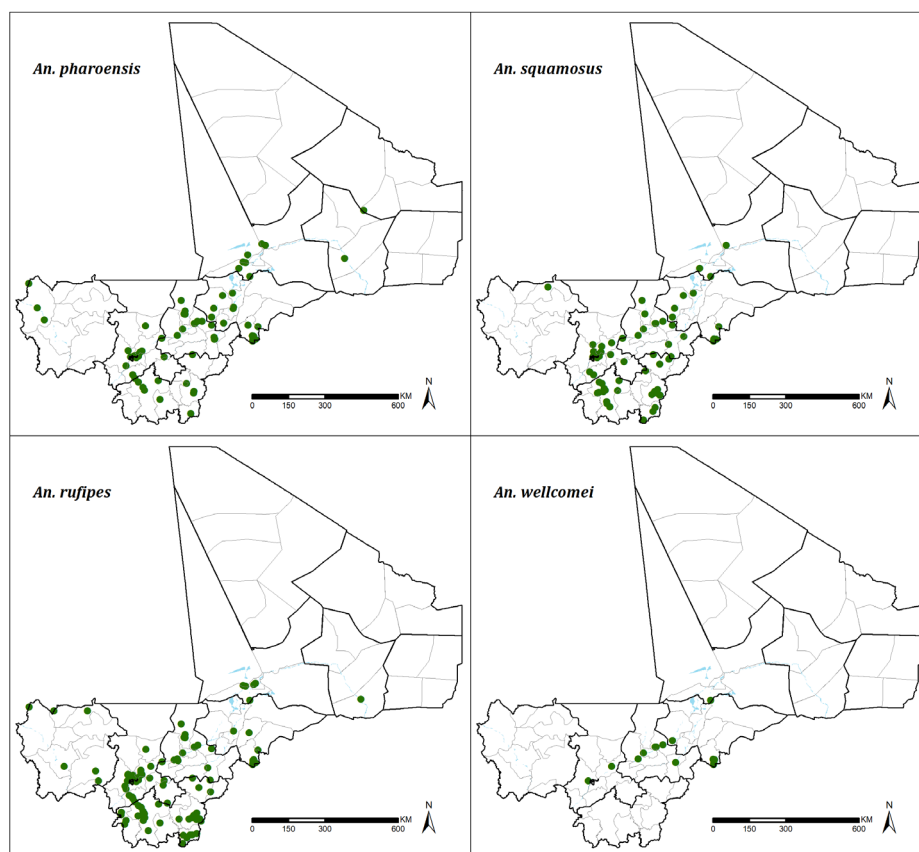 An. pharoensis
N
KM
0 150 300 600
An. squamosus
N
KM
0 150 300 600
An. rufipes
N
KM
0 150 300 600
An. wellcomei
N
KM
0 150 300 600